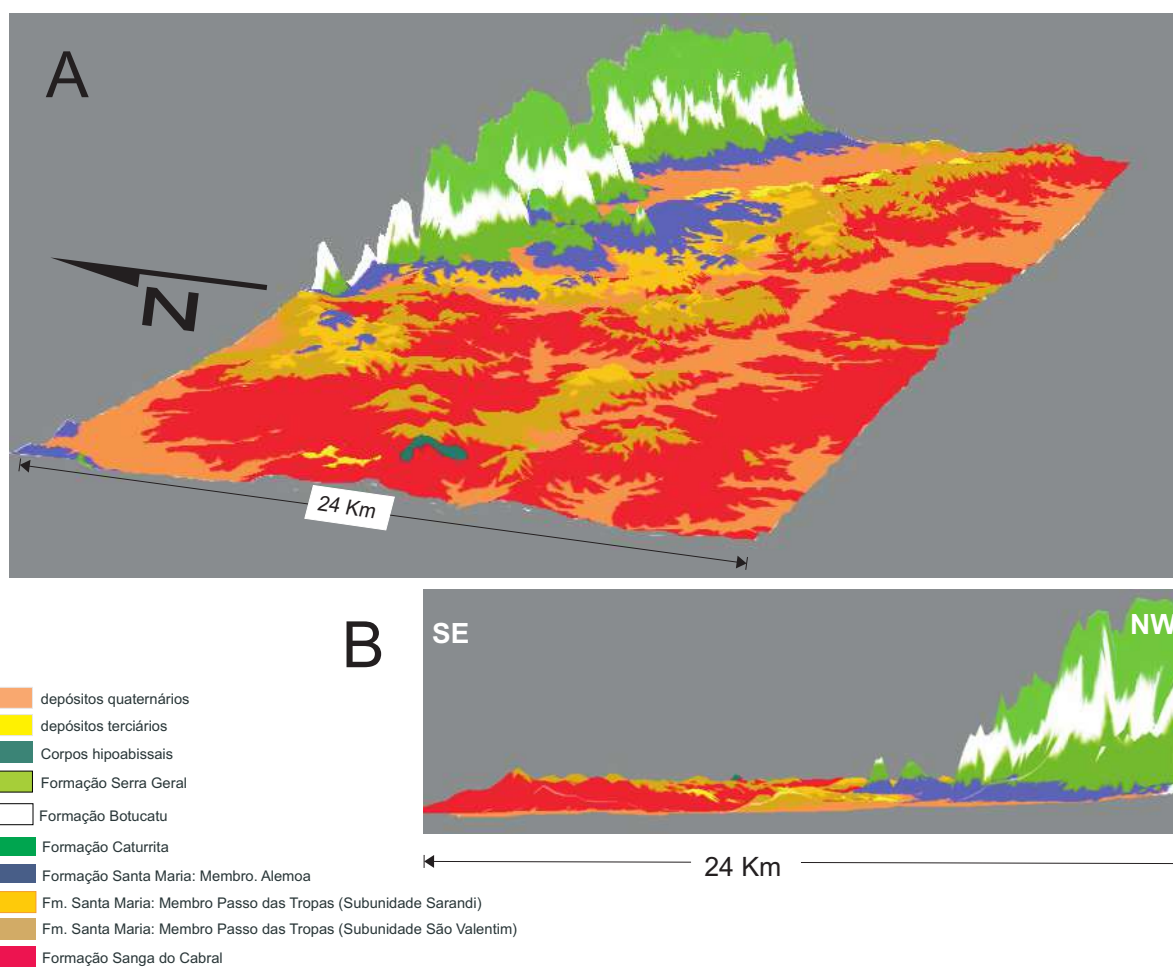 A
N
24 Km
B
SE
NW
24 Km
depósitos quaternários
depósitos terciários
Corpos hipoabissais
Formação Serra Geral
Formação Botucatu
Formação Caturrita
Formação Santa Maria: Membro. Alemoa
Fm. Santa Maria: Membro Passo das Tropas (Subunidade Sarandi)
Fm. Santa Maria: Membro Passo das Tropas (Subunidade São Valentim)
Formação Sanga do Cabral